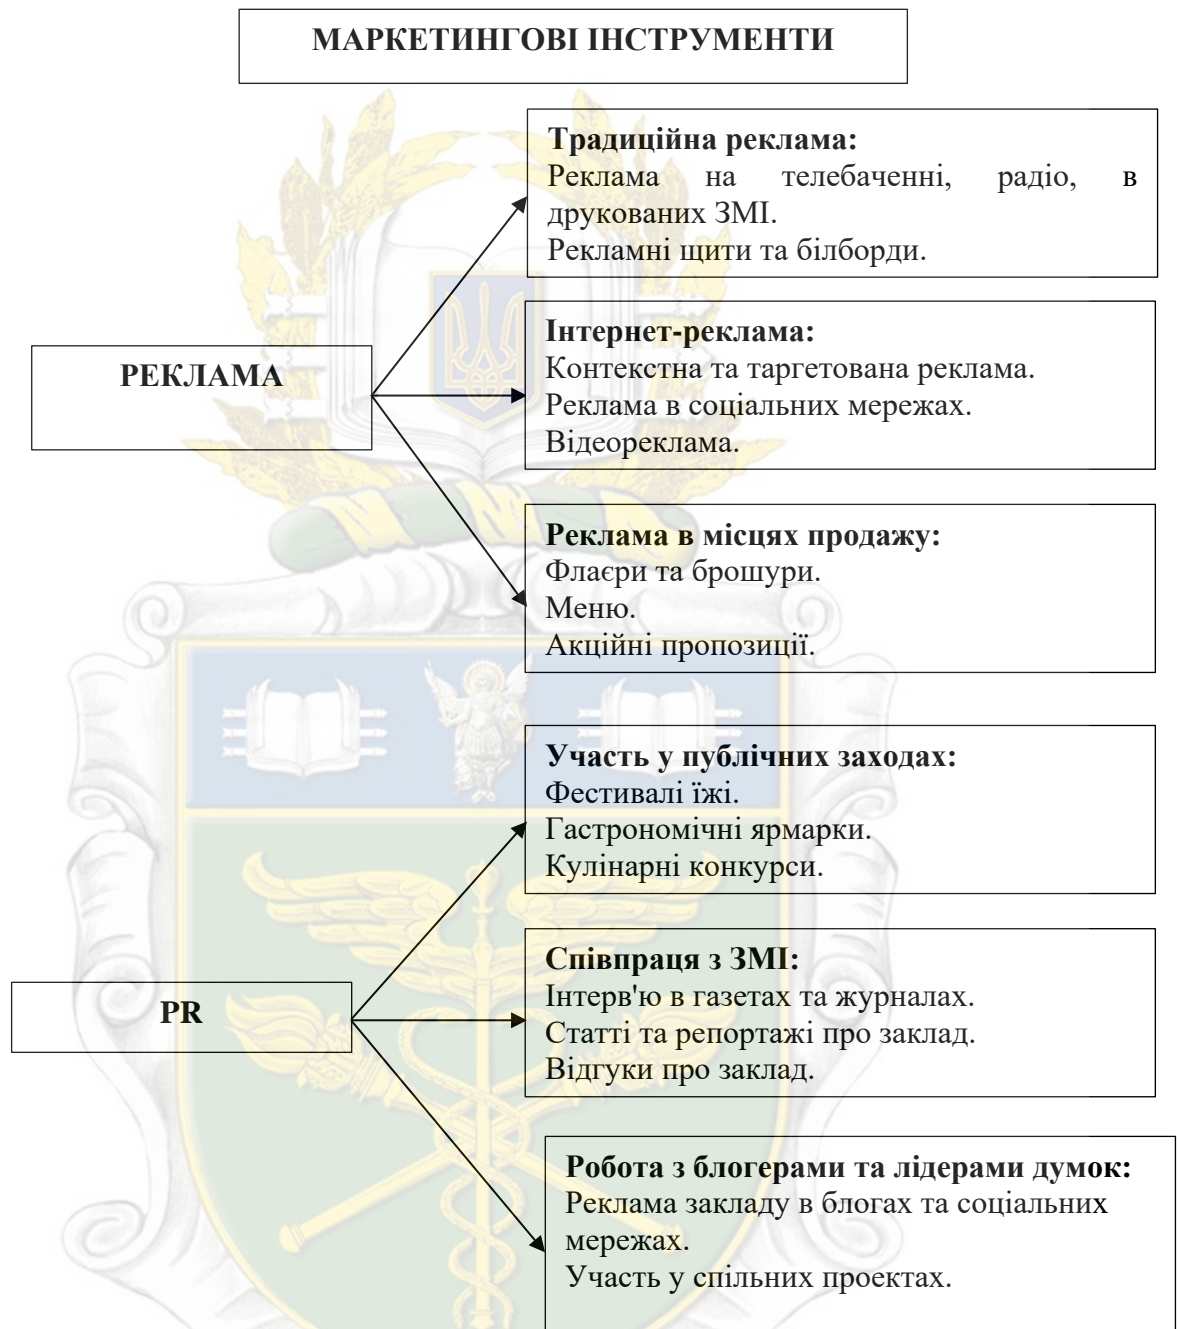 МАРКЕТИНГОВІ ІНСТРУМЕНТИ
РЕКЛАМА
Традиційна реклама:
Реклама на телебаченні, радіо, в
друкованих ЗМІ.
Рекламні щити та білборди.
Інтернет-реклама:
Контекстна та таргетована реклама.
Реклама в соціальних мережах.
Відеореклама.
Реклама в місцях продажу:
Флаєри та брошури.
Меню.
Акційні пропозиції.
PR
Участь у публічних заходах:
Фестивалі їжі.
Гастрономічні ярмарки.
Кулінарні конкурси.
Співпраця з ЗМІ:
Інтерв'ю в газетах та журналах.
Статті та репортажі про заклад.
Відгуки про заклад.
Робота з блогерами та лідерами думок:
Реклама закладу в блогах та соціальних
мережах.
Участь у спільних проектах.